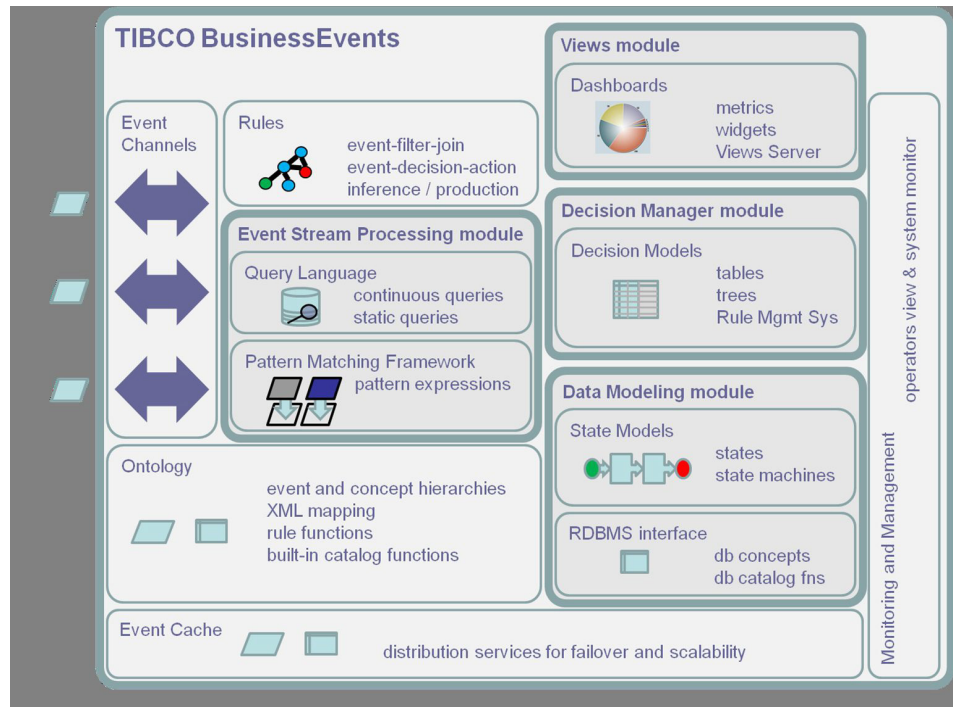 TIBCO BusinessEvents
Event
Channels
Rules
event-filter-join
event-decision-action
inference / production
Event Stream Processing module
Query Language
continuous queries
static queries
Pattern Matching Framework
pattern expressions
Ontology
event and concept hierarchies
XML mapping
rule functions
built-in catalog functions
Event Cache
distribution services for failover and scalability
Views module
Dashboards
metrics
widgets
Views Server
Decision Manager module
Decision Models
tables
trees
Rule Mgmt Sys
Data Modeling module
State Models
states
state machines
RDBMS interface
db concepts
db catalog fns
Monitoring and Management
operators view & system monitor